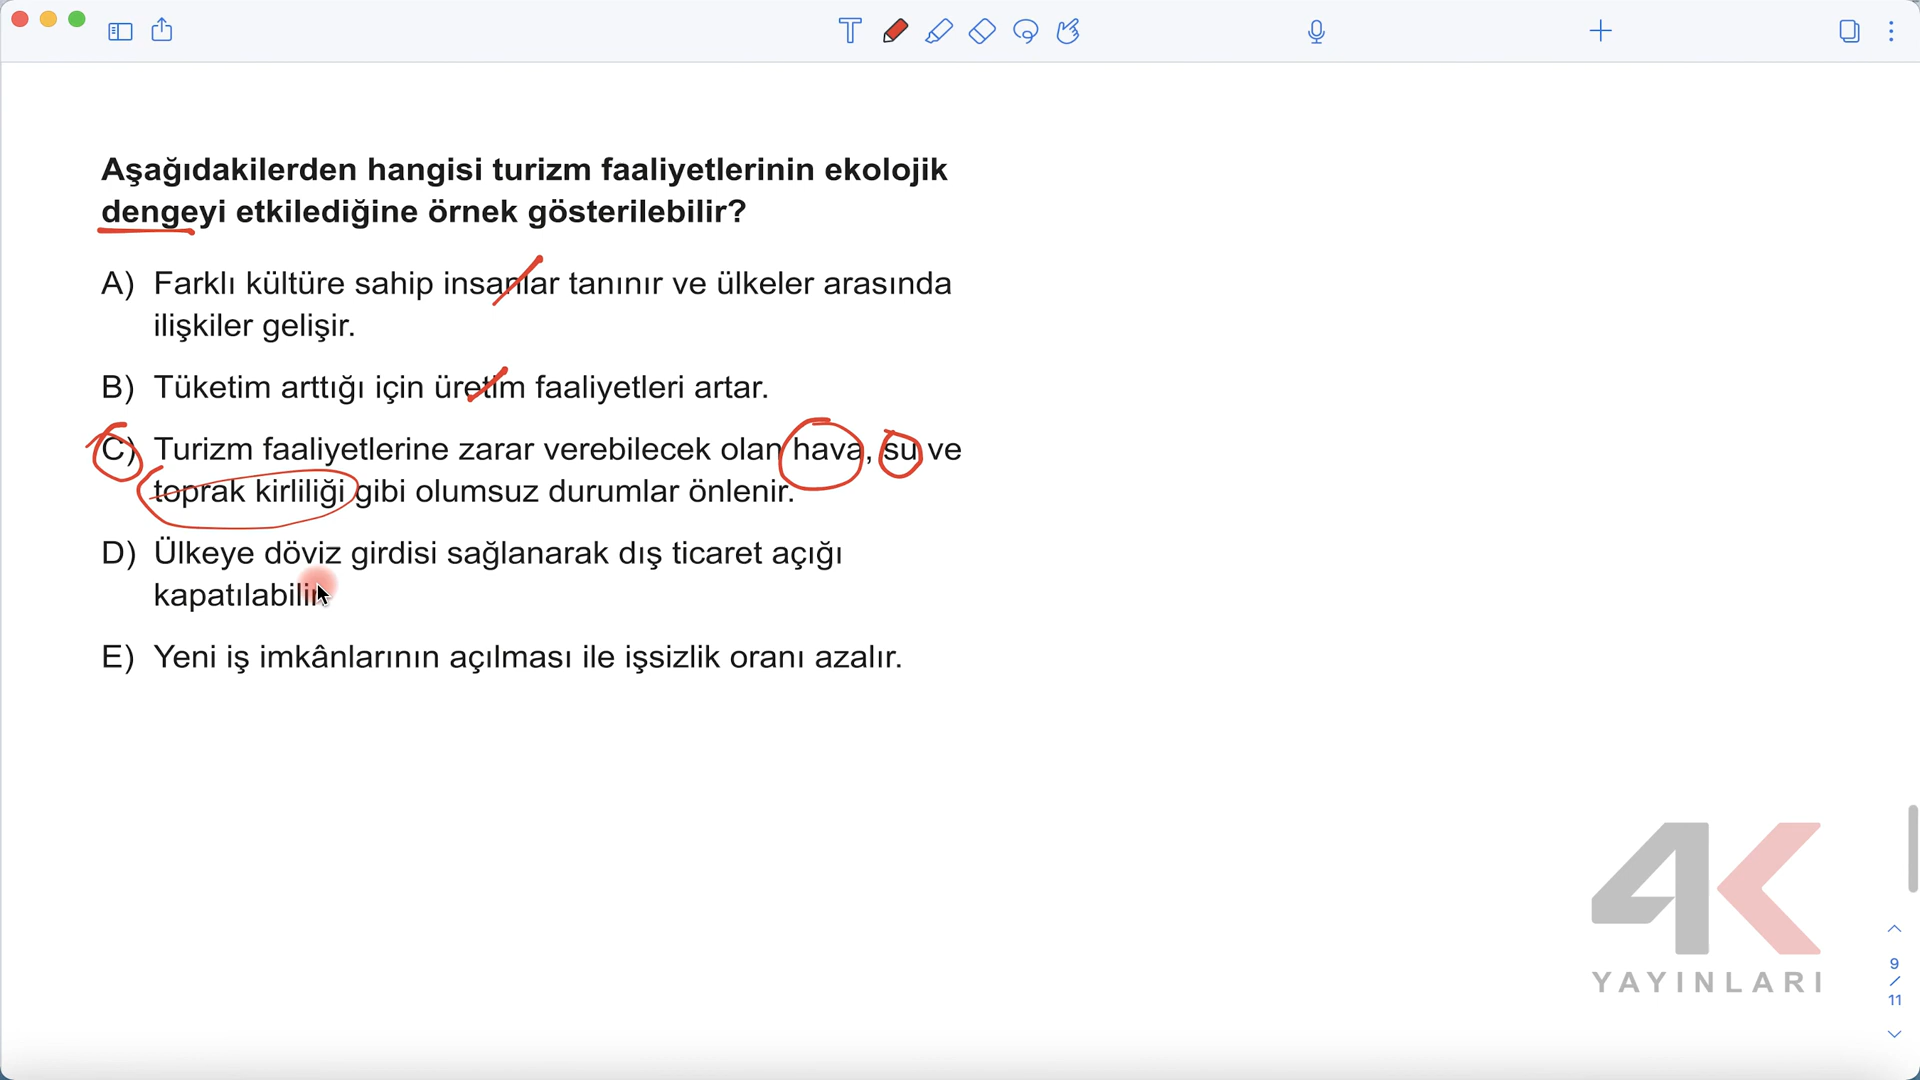 Aşağıdakilerden hangisi turizm faaliyetlerinin ekolojik
dengeyi etkilediğine örnek gösterilebilir?
A) Farklı kültüre sahip insanlar tanınır ve ülkeler arasında
ilişkiler gelişir.
B) Tüketim arttığı için üretim faaliyetleri artar.
C) Turizm faaliyetlerine zarar verebilecek olan hava, su ve
toprak kirliliği gibi olumsuz durumlar önlenir.
D) Ülkeye döviz girdisi sağlanarak dış ticaret açığı
kapatılabilir.
E) Yeni iş imkânlarının açılması ile işsizlik oranı azalır.
4K
YAYINLARI
9
/
11